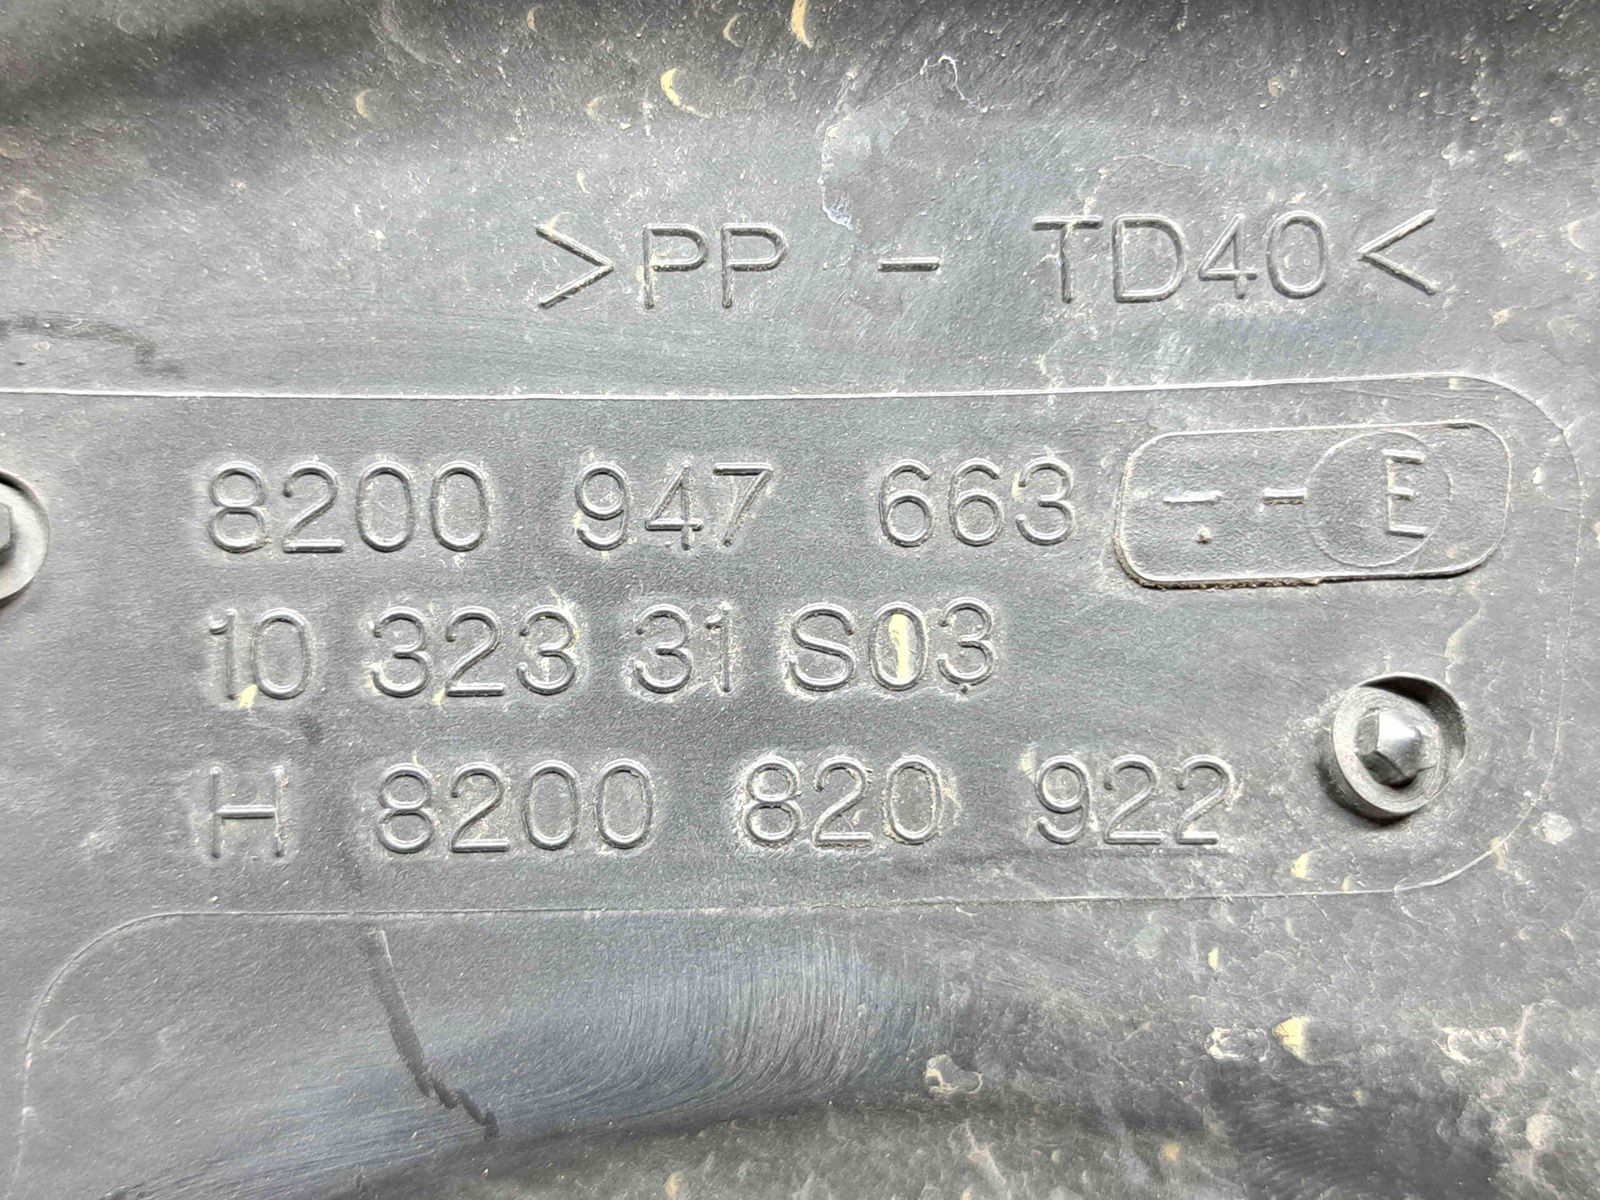 >PP - TD40<
8200 947 663 -.- E
10 323 31 S03
H 8200 820 922